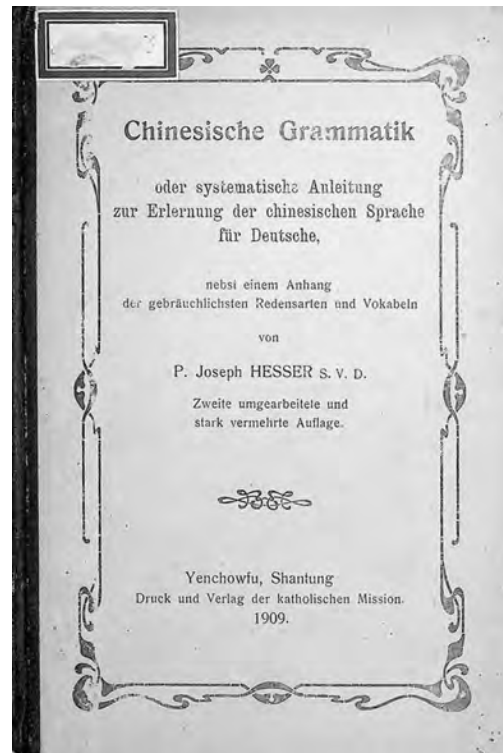 Chinesische Grammatik
oder systematische Anleitung
zur Erlernung der chinesischen Sprache
für Deutsche,
nebst einem Anhang
der gebräuchlichsten Redensarten und Vokabeln
von
P. Joseph HESSER S. V. D.
Zweite umgearbeitete und
stark vermehrte Auflage.
Yenchowfu, Shantung
Druck und Verlag der katholischen Mission.
1909.